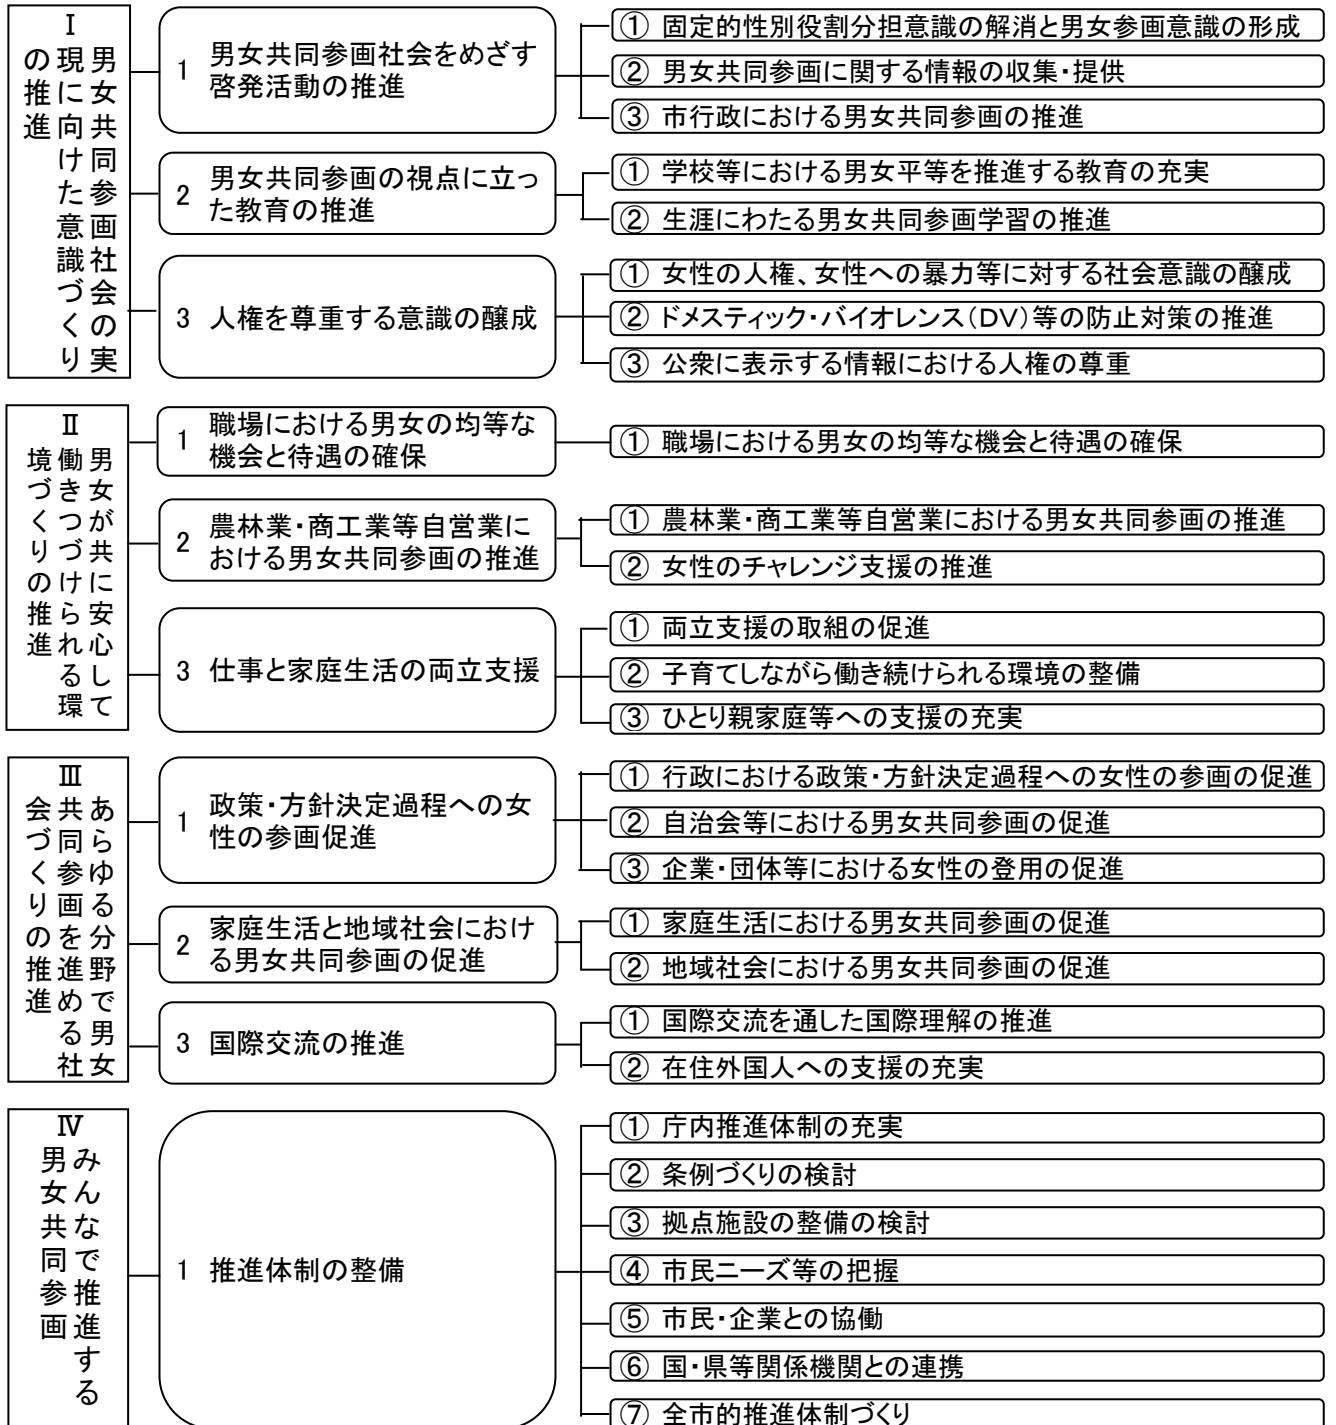 Ⅰ
男女共同参画社会の実
現に向けた意識づくり
の推進
1
男女共同参画社会をめざす
啓発活動の推進
① 固定的性別役割分担意識の解消と男女参画意識の形成
② 男女共同参画に関する情報の収集・提供
③ 市行政における男女共同参画の推進
2
男女共同参画の視点に立っ
た教育の推進
① 学校等における男女平等を推進する教育の充実
② 生涯にわたる男女共同参画学習の推進
3 人権を尊重する意識の醸成
① 女性の人権、女性への暴力等に対する社会意識の醸成
② ドメスティック・バイオレンス(DV)等の防止対策の推進
③ 公衆に表示する情報における人権の尊重
Ⅱ
男女が共に安心して
働きつづけられる環
境づくりの推進
1
職場における男女の均等な
機会と待遇の確保
① 職場における男女の均等な機会と待遇の確保
2
農林業・商工業等自営業に
おける男女共同参画の推進
① 農林業・商工業等自営業における男女共同参画の推進
② 女性のチャレンジ支援の推進
3 仕事と家庭生活の両立支援
① 両立支援の取組の促進
② 子育てしながら働き続けられる環境の整備
③ ひとり親家庭等への支援の充実
Ⅲ
あらゆる分野で男女
共同参画を進める社
会づくりの推進
1
政策・方針決定過程への女
性の参画促進
① 行政における政策・方針決定過程への女性の参画の促進
② 自治会等における男女共同参画の促進
③ 企業・団体等における女性の登用の促進
2
家庭生活と地域社会におけ
る男女共同参画の促進
① 家庭生活における男女共同参画の促進
② 地域社会における男女共同参画の促進
3 国際交流の推進
① 国際交流を通した国際理解の推進
② 在住外国人への支援の充実
Ⅳ
みんなで推進する
男女共同参画
1 推進体制の整備
① 庁内推進体制の充実
② 条例づくりの検討
③ 拠点施設の整備の検討
④ 市民ニーズ等の把握
⑤ 市民・企業との協働
⑥ 国・県等関係機関との連携
⑦ 全市的推進体制づくり